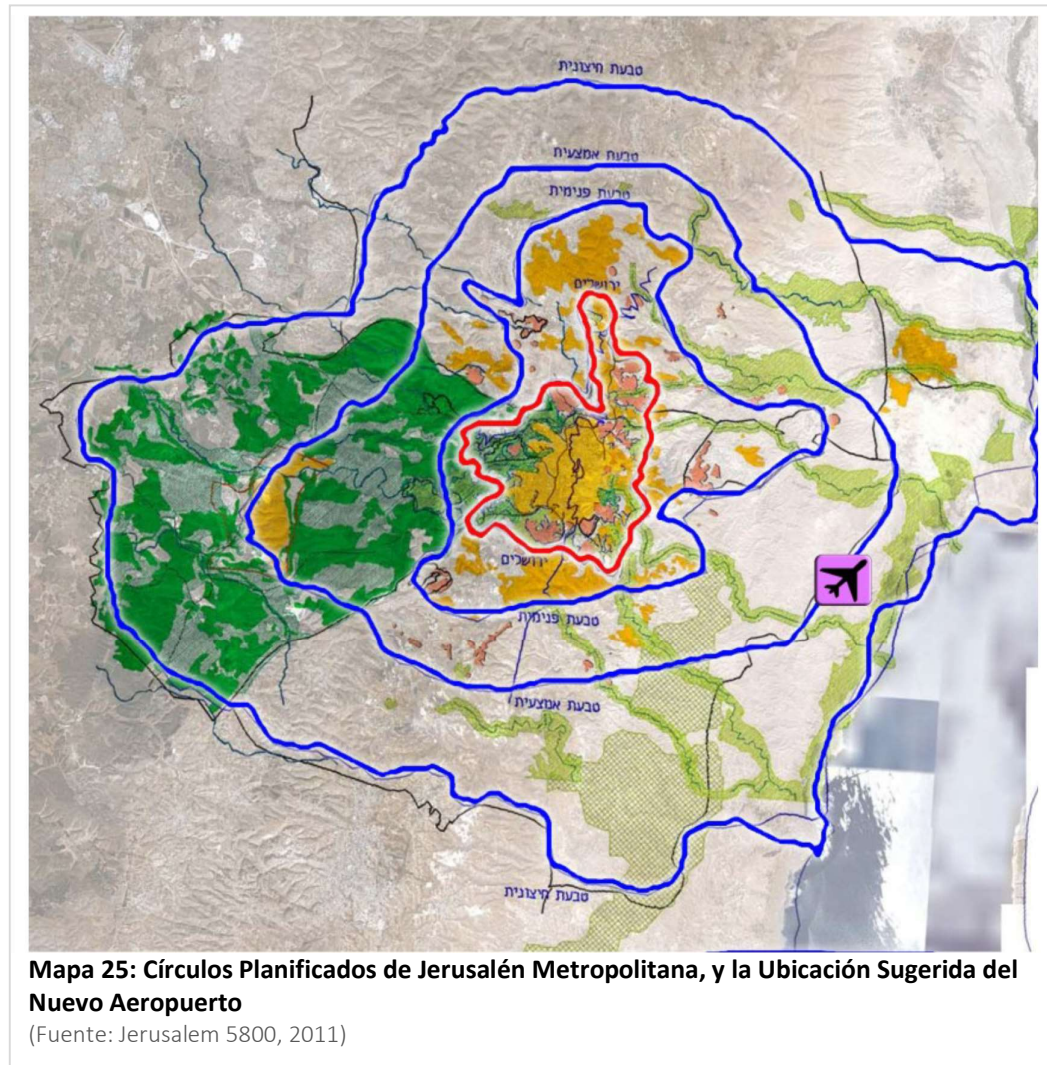 טבעת חיצונית
טבעת אמצעית
טבעת פנימית
ירושלים
ירושלים
טבעת פנימית
טבעת אמצעית
טבעת חיצונית
Mapa 25: Círculos Planificados de Jerusalén Metropolitana, y la Ubicación Sugerida del
Nuevo Aeropuerto
(Fuente: Jerusalem 5800, 2011)